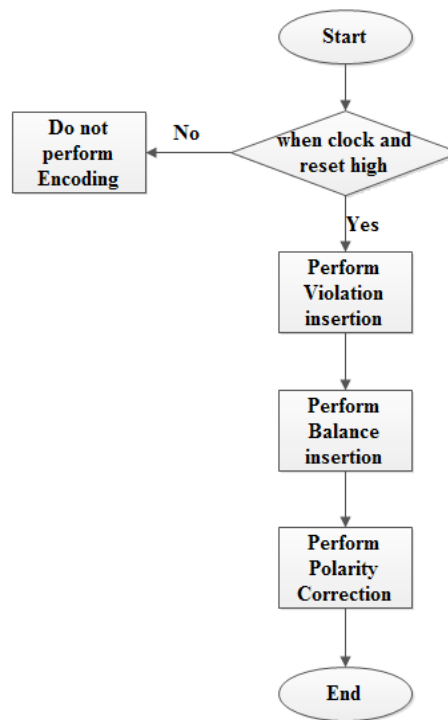 Start
when clock and
reset high
No
Do not
perform
Encoding
Yes
Perform
Violation
insertion
Perform
Balance
insertion
Perform
Polarity
Correction
End